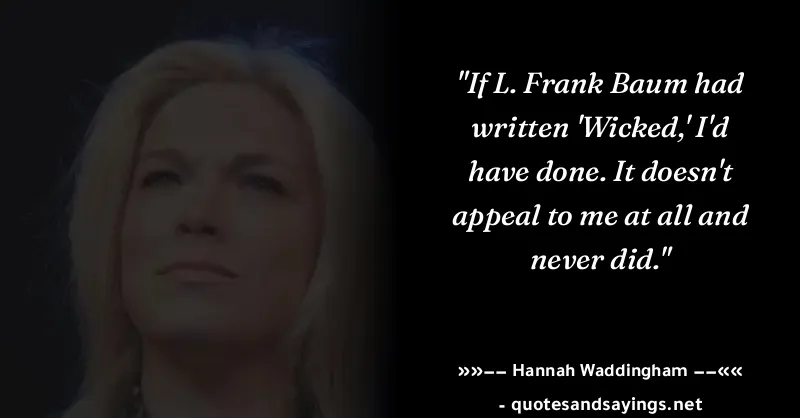 "If L. Frank Baum had
written 'Wicked,' I'd
have done. It doesn't
appeal to me at all and
never did."
»»–– Hannah Waddingham ––««
- quotesandsayings.net